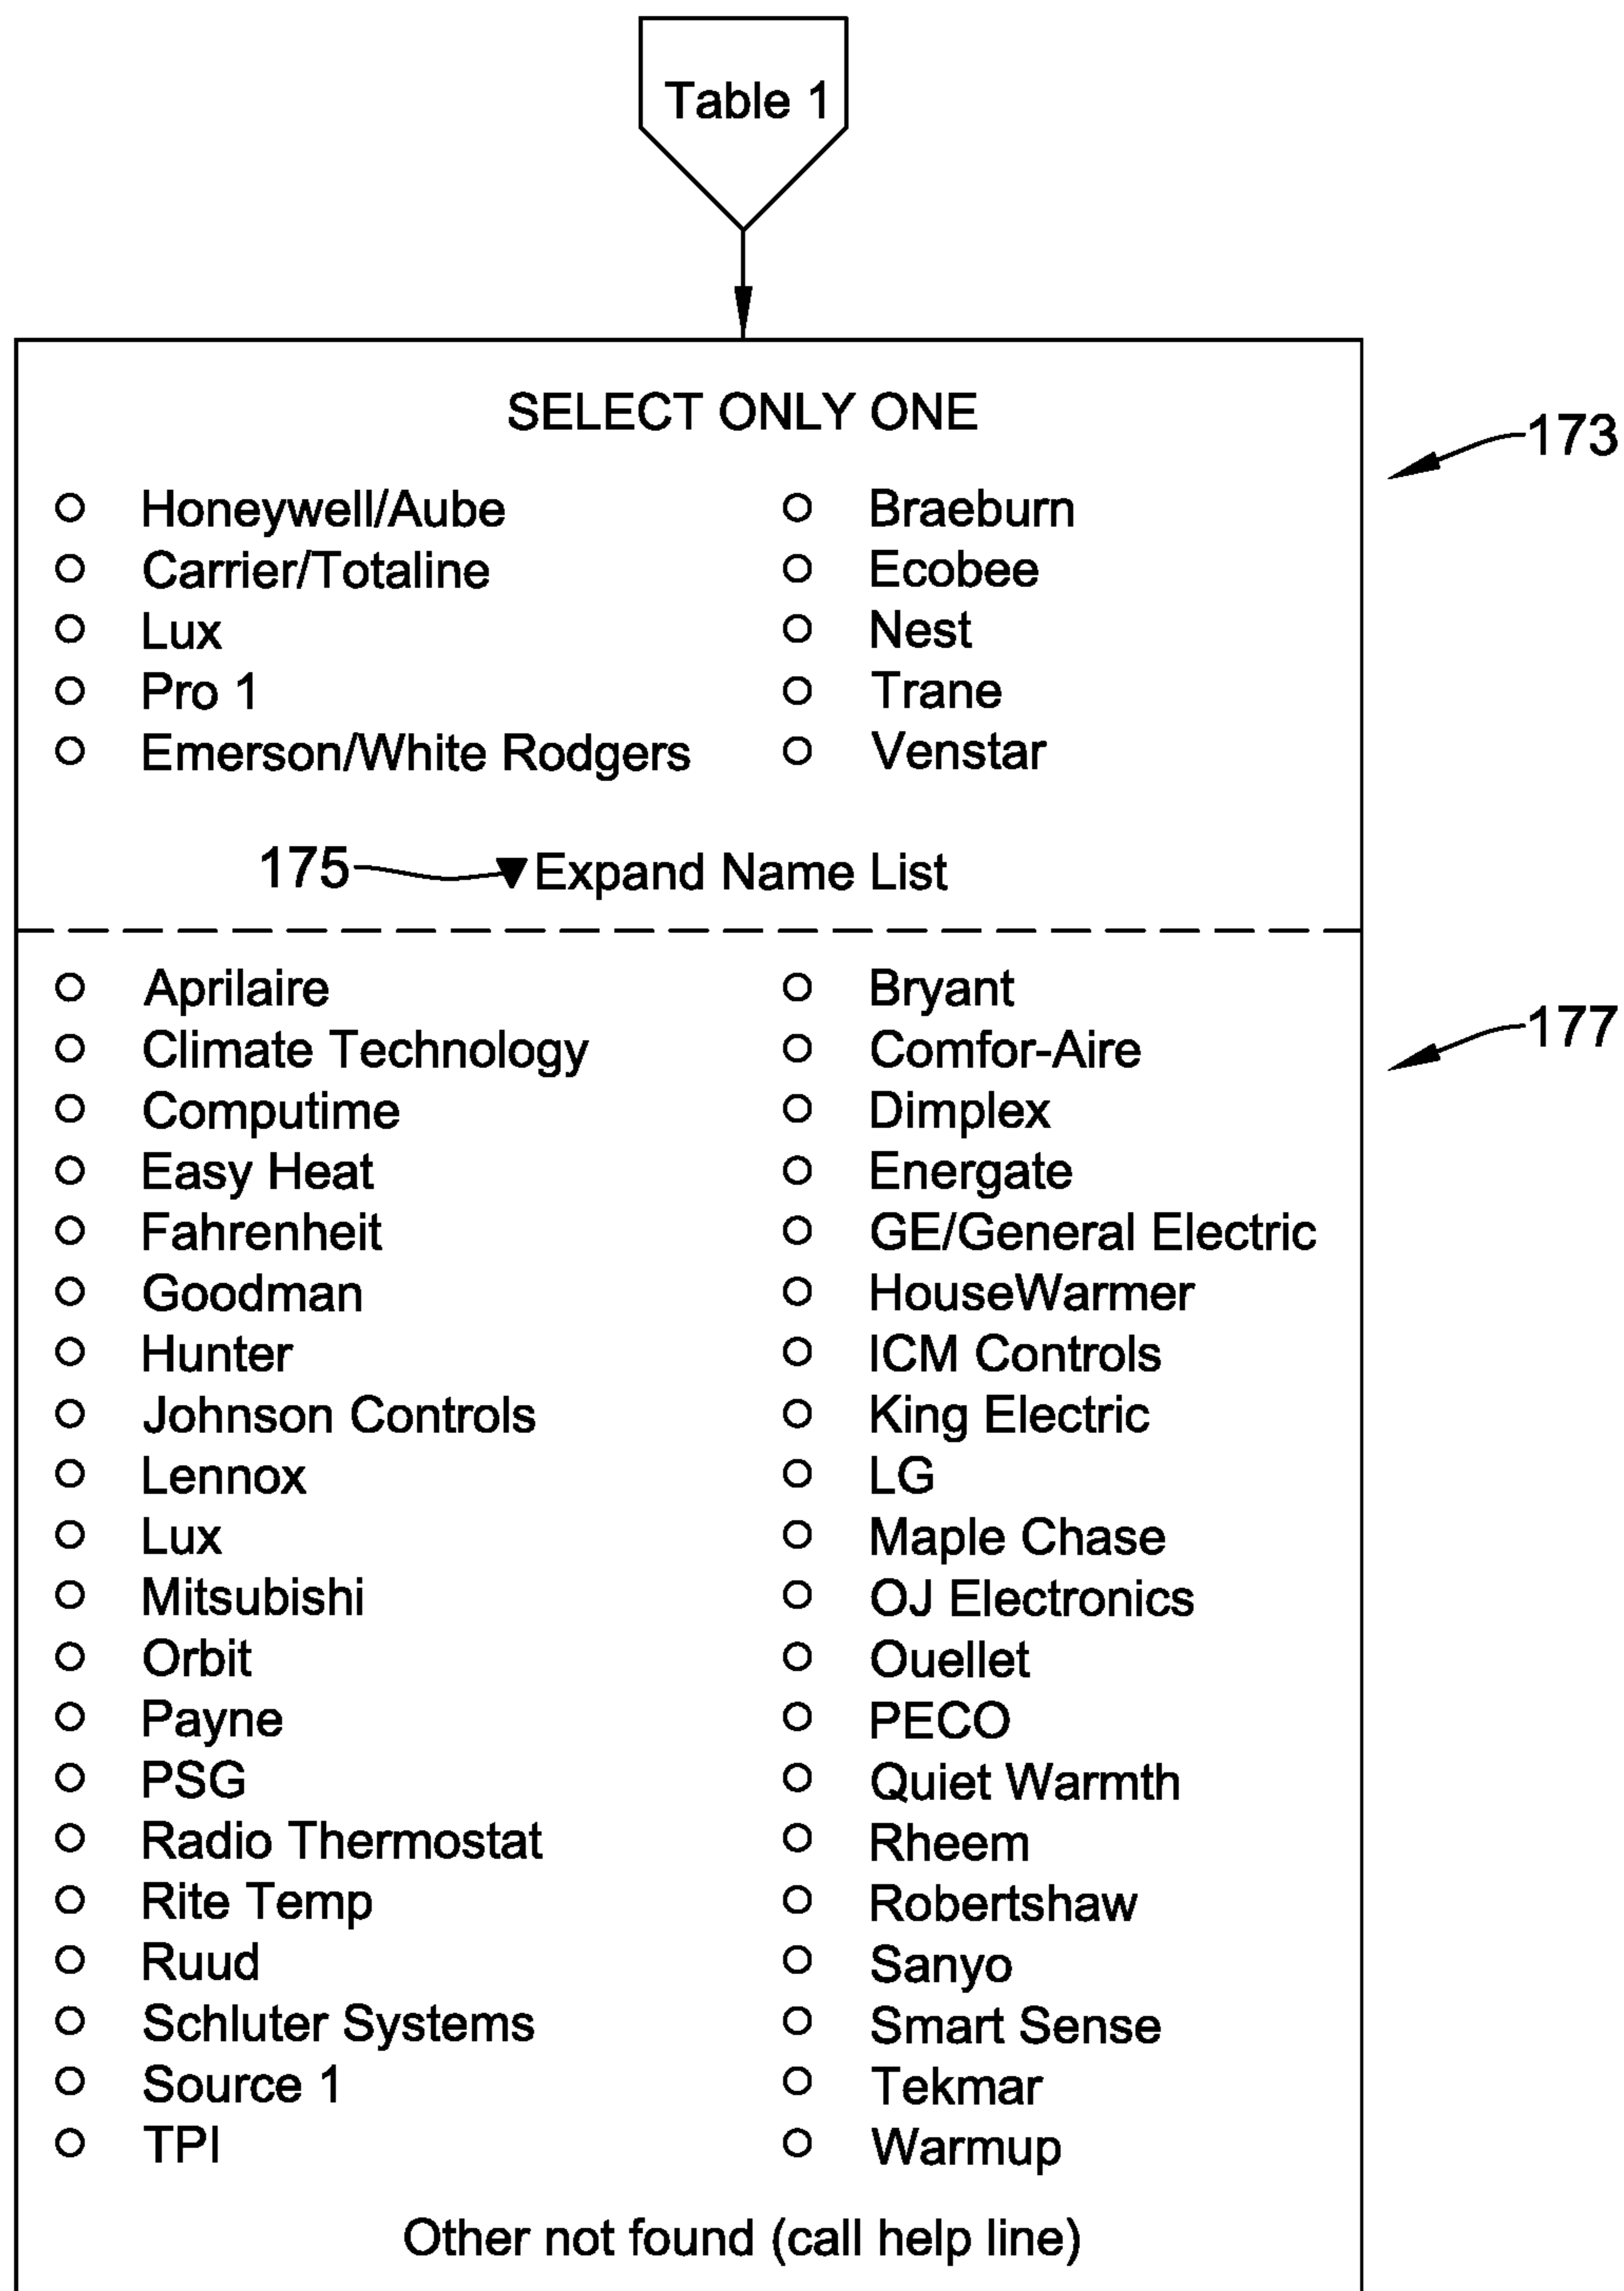 Table 1
SELECT ONLY ONE
173
Honeywell/Aube Braeburn
Carrier/Totaline Ecobee
Lux Nest
Pro 1 Trane
Emerson/White Rodgers Venstar
175 Expand Name List
Aprilaire Bryant
177
Climate Technology Comfor-Aire
Computime Dimplex
Easy Heat Energate
Fahrenheit GE/General Electric
Goodman HouseWarmer
Hunter ICM Controls
Johnson Controls King Electric
Lennox LG
Lux Maple Chase
Mitsubishi OJ Electronics
Orbit Ouellet
Payne PECO
PSG Quiet Warmth
Radio Thermostat Rheem
Rite Temp Robertshaw
Ruud Sanyo
Schluter Systems Smart Sense
Source 1 Tekmar
TPI Warmup
Other not found (call help line)